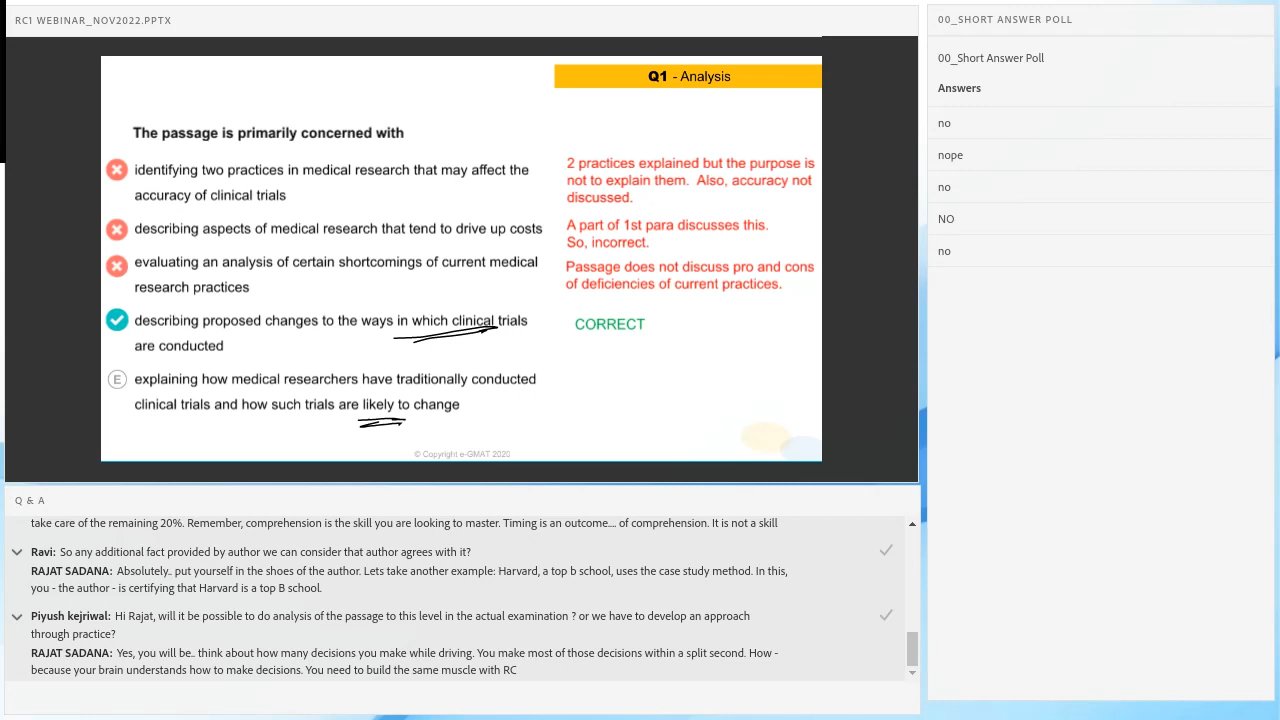 RC1 WEBINAR_NOV2022.PPTX
Q1 - Analysis
The passage is primarily concerned with
identifying two practices in medical research that may affect the
accuracy of clinical trials
2 practices explained but the purpose is
not to explain them. Also, accuracy not
discussed.
describing aspects of medical research that tend to drive up costs
A part of 1st para discusses this.
So, incorrect.
evaluating an analysis of certain shortcomings of current medical
research practices
Passage does not discuss pro and cons
of deficiencies of current practices.
describing proposed changes to the ways in which clinical trials
are conducted
CORRECT
E explaining how medical researchers have traditionally conducted
clinical trials and how such trials are likely to change
© Copyright e-GMAT 2020
00_SHORT ANSWER POLL
00_Short Answer Poll
Answers
no
nope
no
NO
no
Q & A
take care of the remaining 20%. Remember, comprehension is the skill you are looking to master. Timing is an outcome.... of comprehension. It is not a skill
Ravi: So any additional fact provided by author we can consider that author agrees with it?
RAJAT SADANA: Absolutely.. put yourself in the shoes of the author. Lets take another example: Harvard, a top b school, uses the case study method. In this,
you - the author - is certifying that Harvard is a top B school.
Piyush kejriwal: Hi Rajat, will it be possible to do analysis of the passage to this level in the actual examination ? or we have to develop an approach
through practice?
RAJAT SADANA: Yes, you will be.. think about how many decisions you make while driving. You make most of those decisions within a split second. How -
because your brain understands how to make decisions. You need to build the same muscle with RC